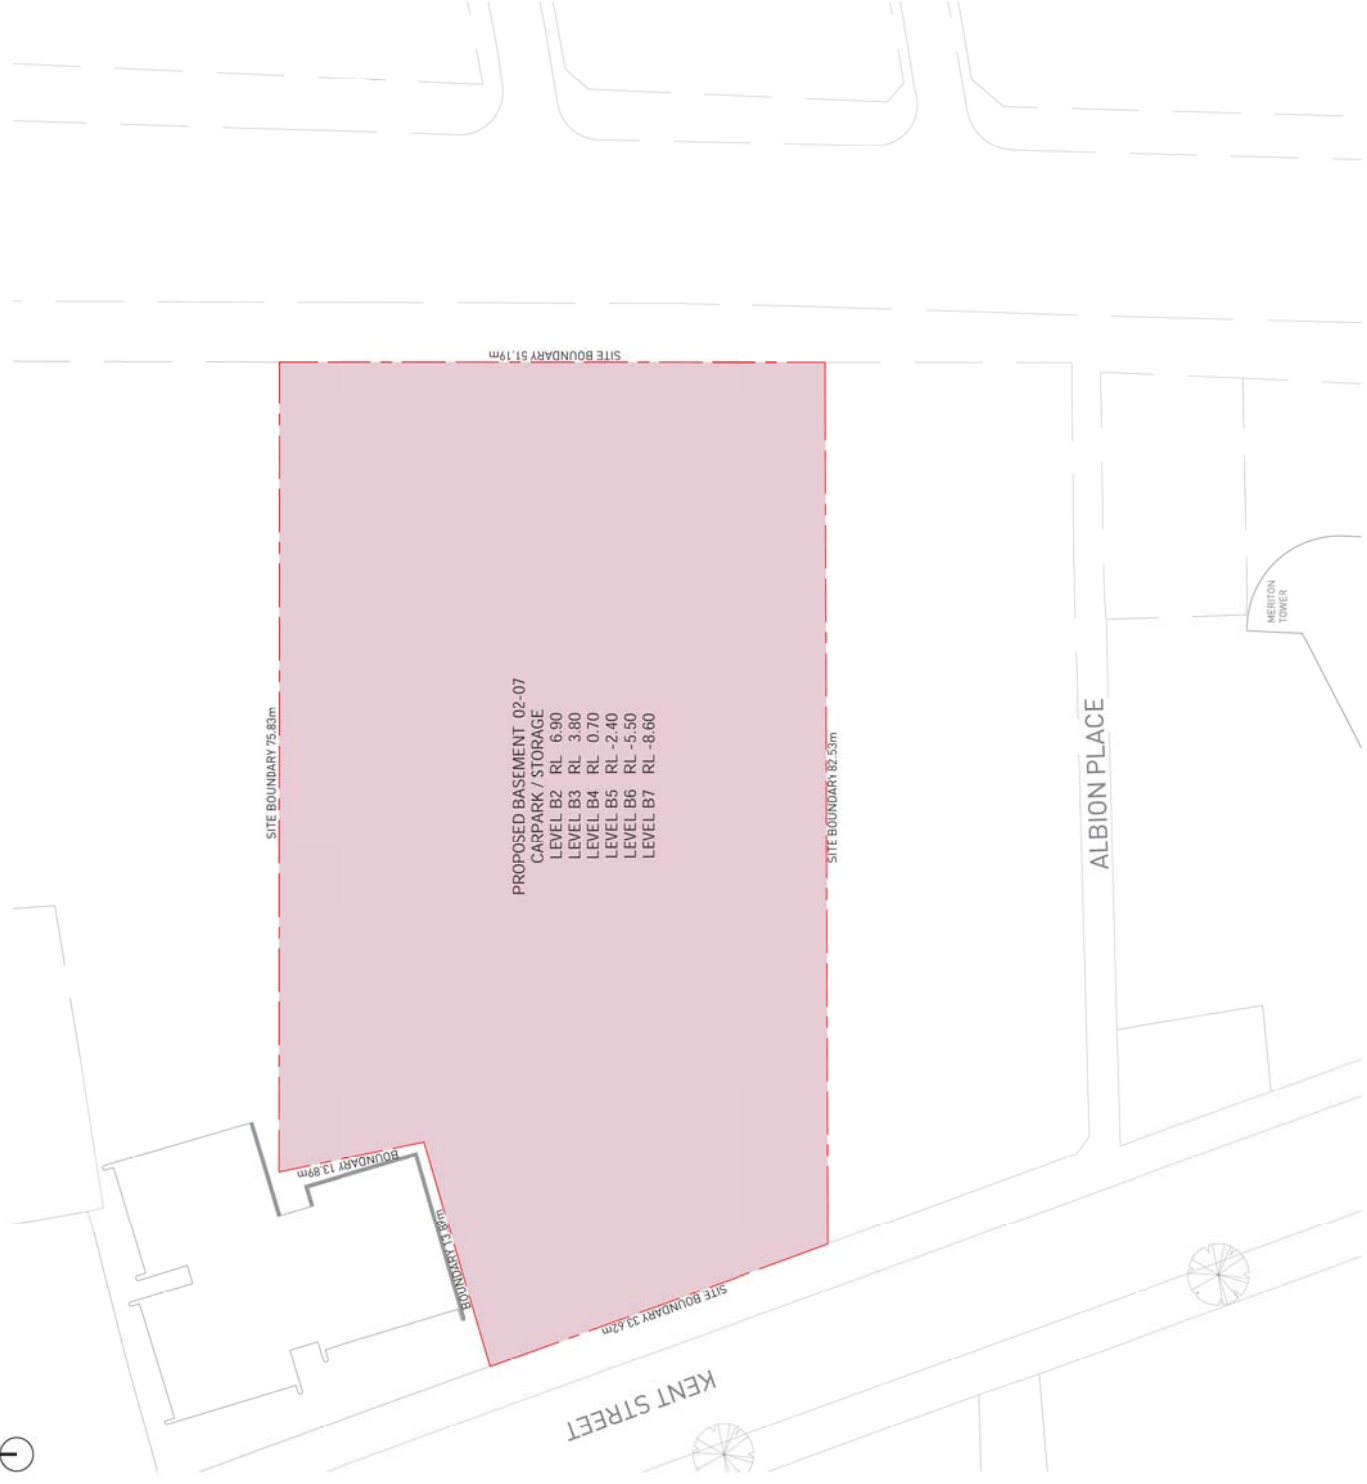 SITE BOUNDARY 51.19m
SITE BOUNDARY 75.83m
PROPOSED BASEMENT 02-07
CARPARK / STORAGE
LEVEL B2 RL 6.90
LEVEL B3 RL 3.80
LEVEL B4 RL 0.70
LEVEL B5 RL -2.40
LEVEL B6 RL -5.50
LEVEL B7 RL -8.60
SITE BOUNDARY 82.53m
MERITON
TOWER
ALBION PLACE
BOUNDARY 13.89m
BOUNDARY 13.89m
SITE BOUNDARY 33.62m
KENT STREET